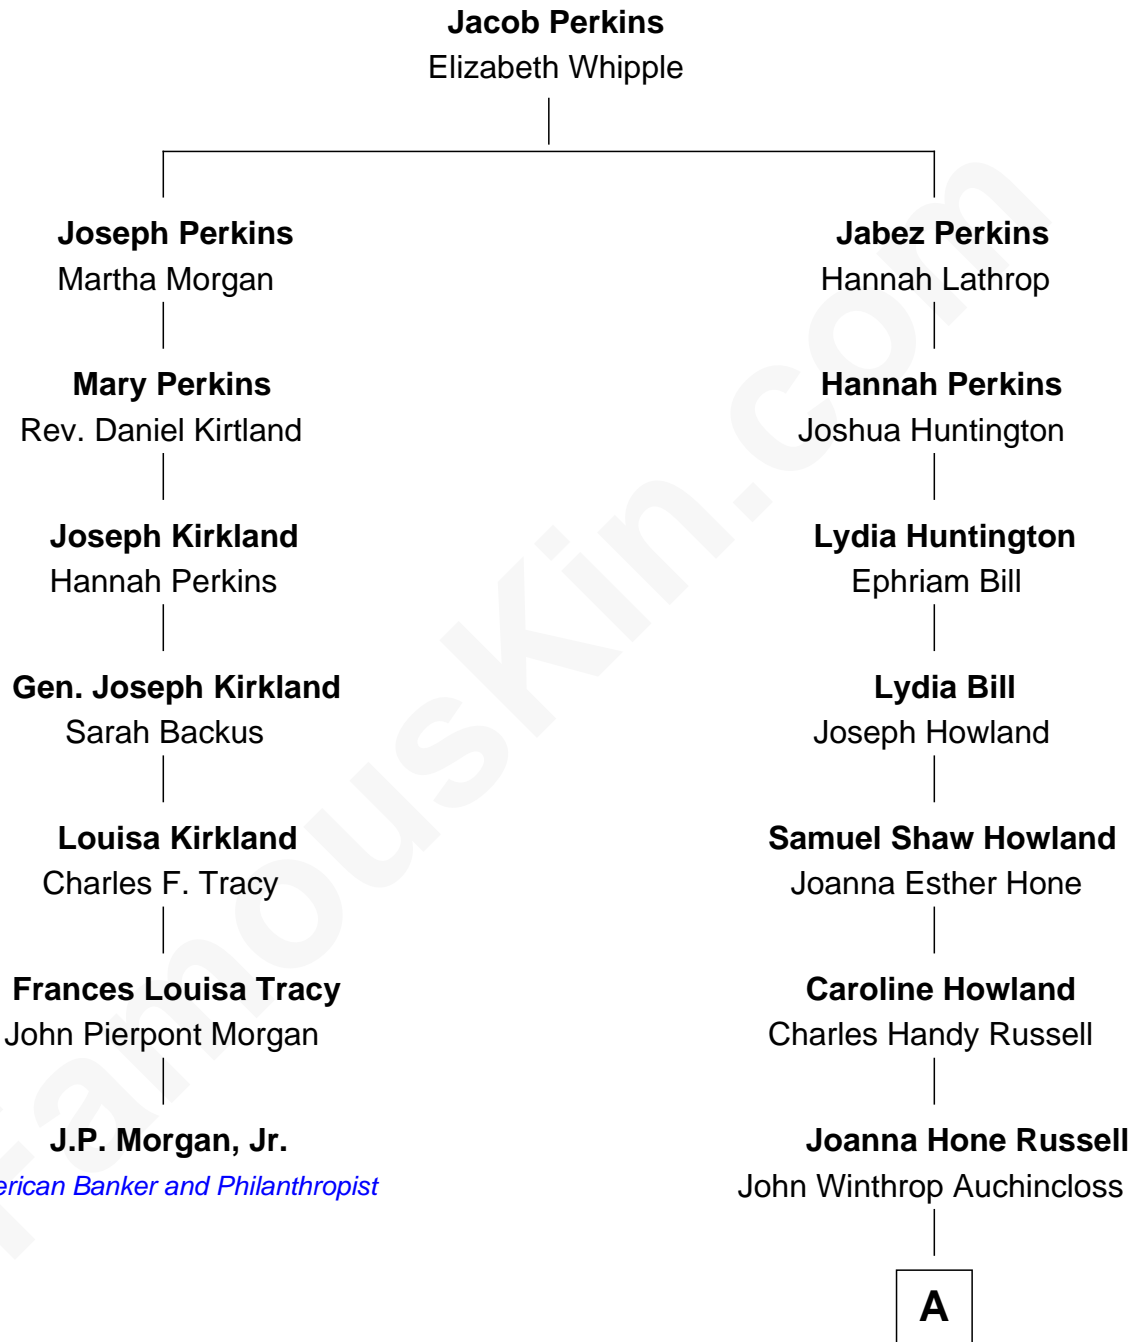 Jacob Perkins
Elizabeth Whipple
Joseph Perkins
Martha Morgan
Jabez Perkins
Hannah Lathrop
Mary Perkins
Rev. Daniel Kirtland
Hannah Perkins
Joshua Huntington
Joseph Kirkland
Hannah Perkins
Lydia Huntington
Ephriam Bill
Gen. Joseph Kirkland
Sarah Backus
Lydia Bill
Joseph Howland
Louisa Kirkland
Charles F. Tracy
Samuel Shaw Howland
Joanna Esther Hone
Frances Louisa Tracy
John Pierpont Morgan
Caroline Howland
Charles Handy Russell
J.P. Morgan, Jr.
erican Banker and Philanthropist
Joanna Hone Russell
John Winthrop Auchincloss
A
FamousKin.com